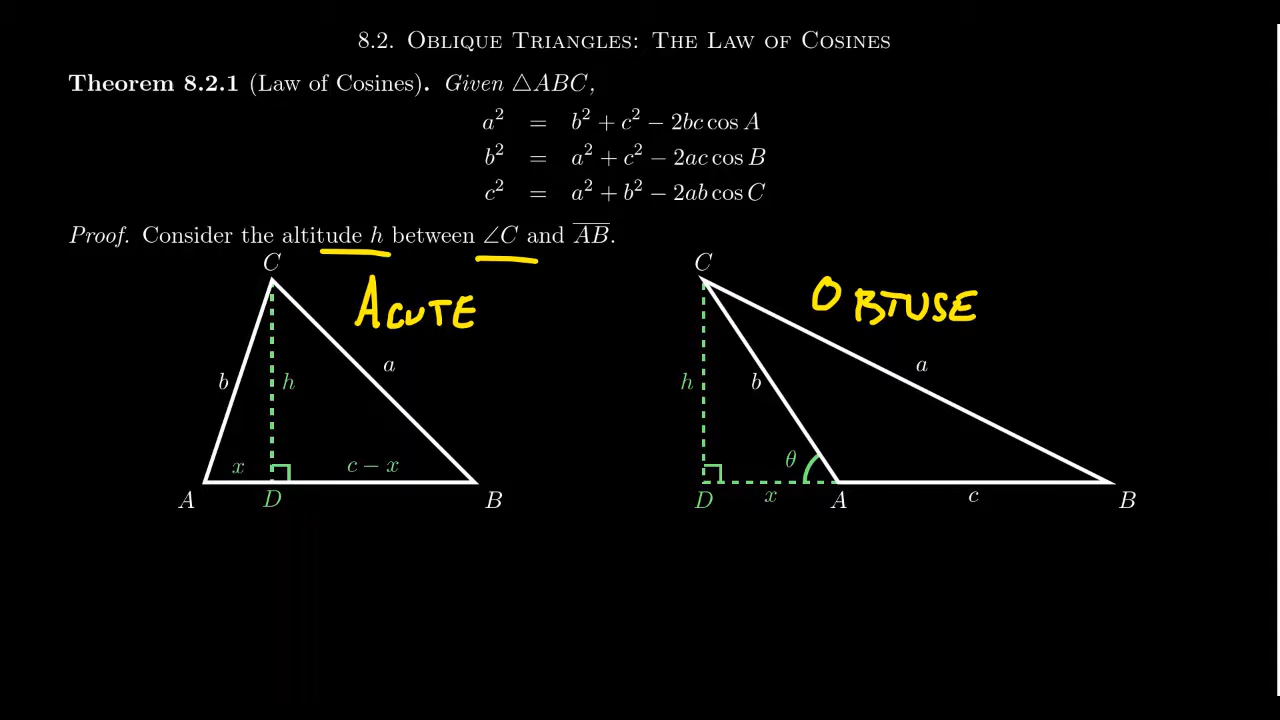 8.2. OBLIQUE TRIANGLES: THE LAW OF COSINES
Theorem 8.2.1 (Law of Cosines). Given △ABC,
a² = b² + c² − 2bc cos A
b² = a² + c² − 2ac cos B
c² = a² + b² − 2ab cos C
Proof. Consider the altitude h between ∠C and A̅B̅.
C
ACUTE
b
h
a
x
c − x
A
D
B
C
OBTUSE
h
b
a
θ
D
x
A
c
B